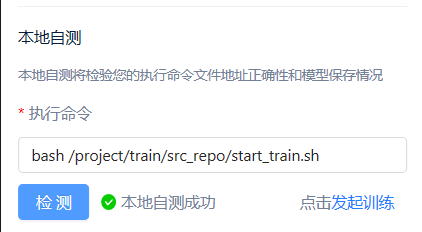 本地自测
本地自测将检验您的执行命令文件地址正确性和模型保存情况
* 执行命令
bash /project/train/src_repo/start_train.sh
检 测 本地自测成功 点击发起训练